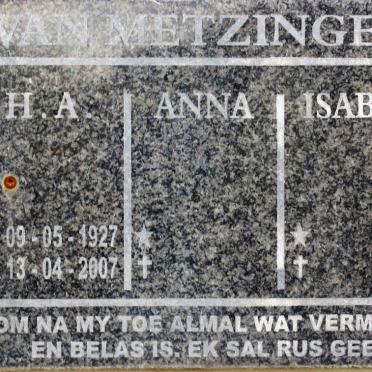 VAN METZINGE
H. A. ANNA ISAB
09 - 05 - 1927
13 - 04 - 2007
OM NA MY TOE ALMAL WAT VERM
EN BELAS IS. EK SAL RUS GEE